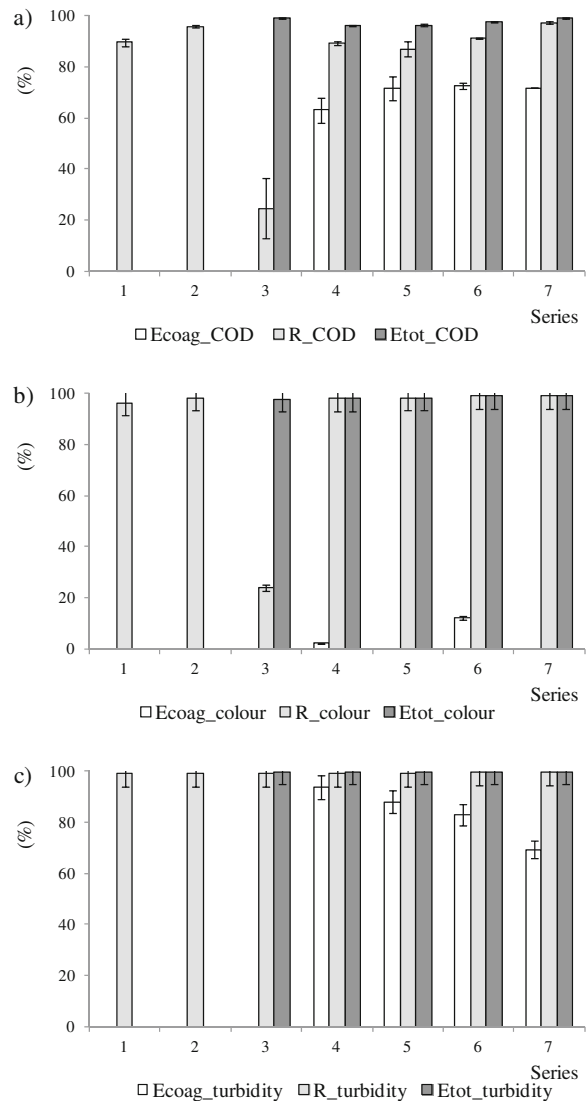 a)
100
80
60
40
20
0
(%)
1 2 3 4 5 6 7
Series
Ecoag_COD R_COD Etot_COD
b)
100
80
60
40
20
0
(%)
1 2 3 4 5 6 7
Series
Ecoag_colour R_colour Etot_colour
c)
100
80
60
40
20
0
(%)
1 2 3 4 5 6 7
Series
Ecoag_turbidity R_turbidity Etot_turbidity